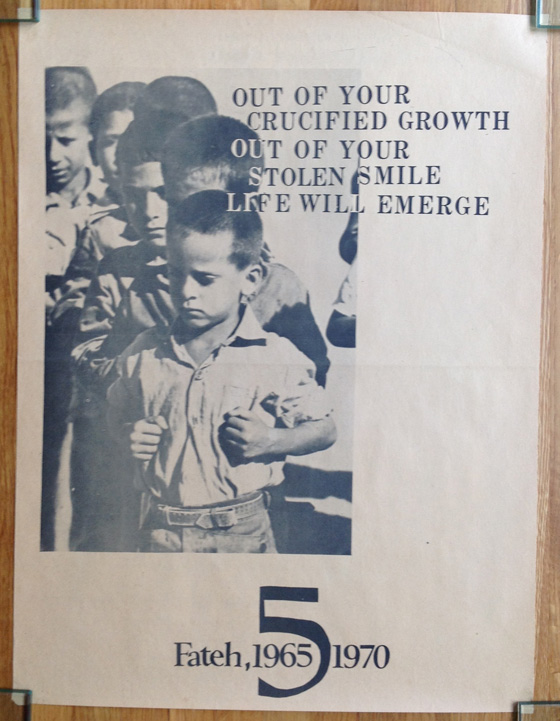 OUT OF YOUR
CRUCIFIED GROWTH
OUT OF YOUR
STOLEN SMILE
LIFE WILL EMERGE
5
Fateh, 1965 1970